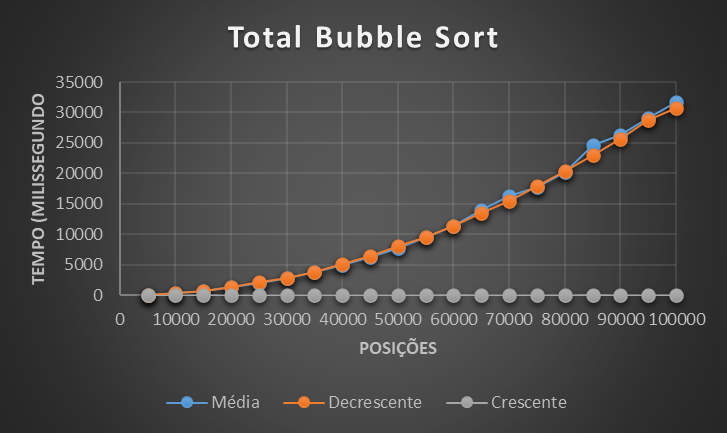 Total Bubble Sort
35000
30000
25000
20000
15000
10000
5000
0
TEMPO (MILISSEGUNDO
0 10000 20000 30000 40000 50000 60000 70000 80000 90000 100000
POSIÇÕES
Média Decrescente Crescente